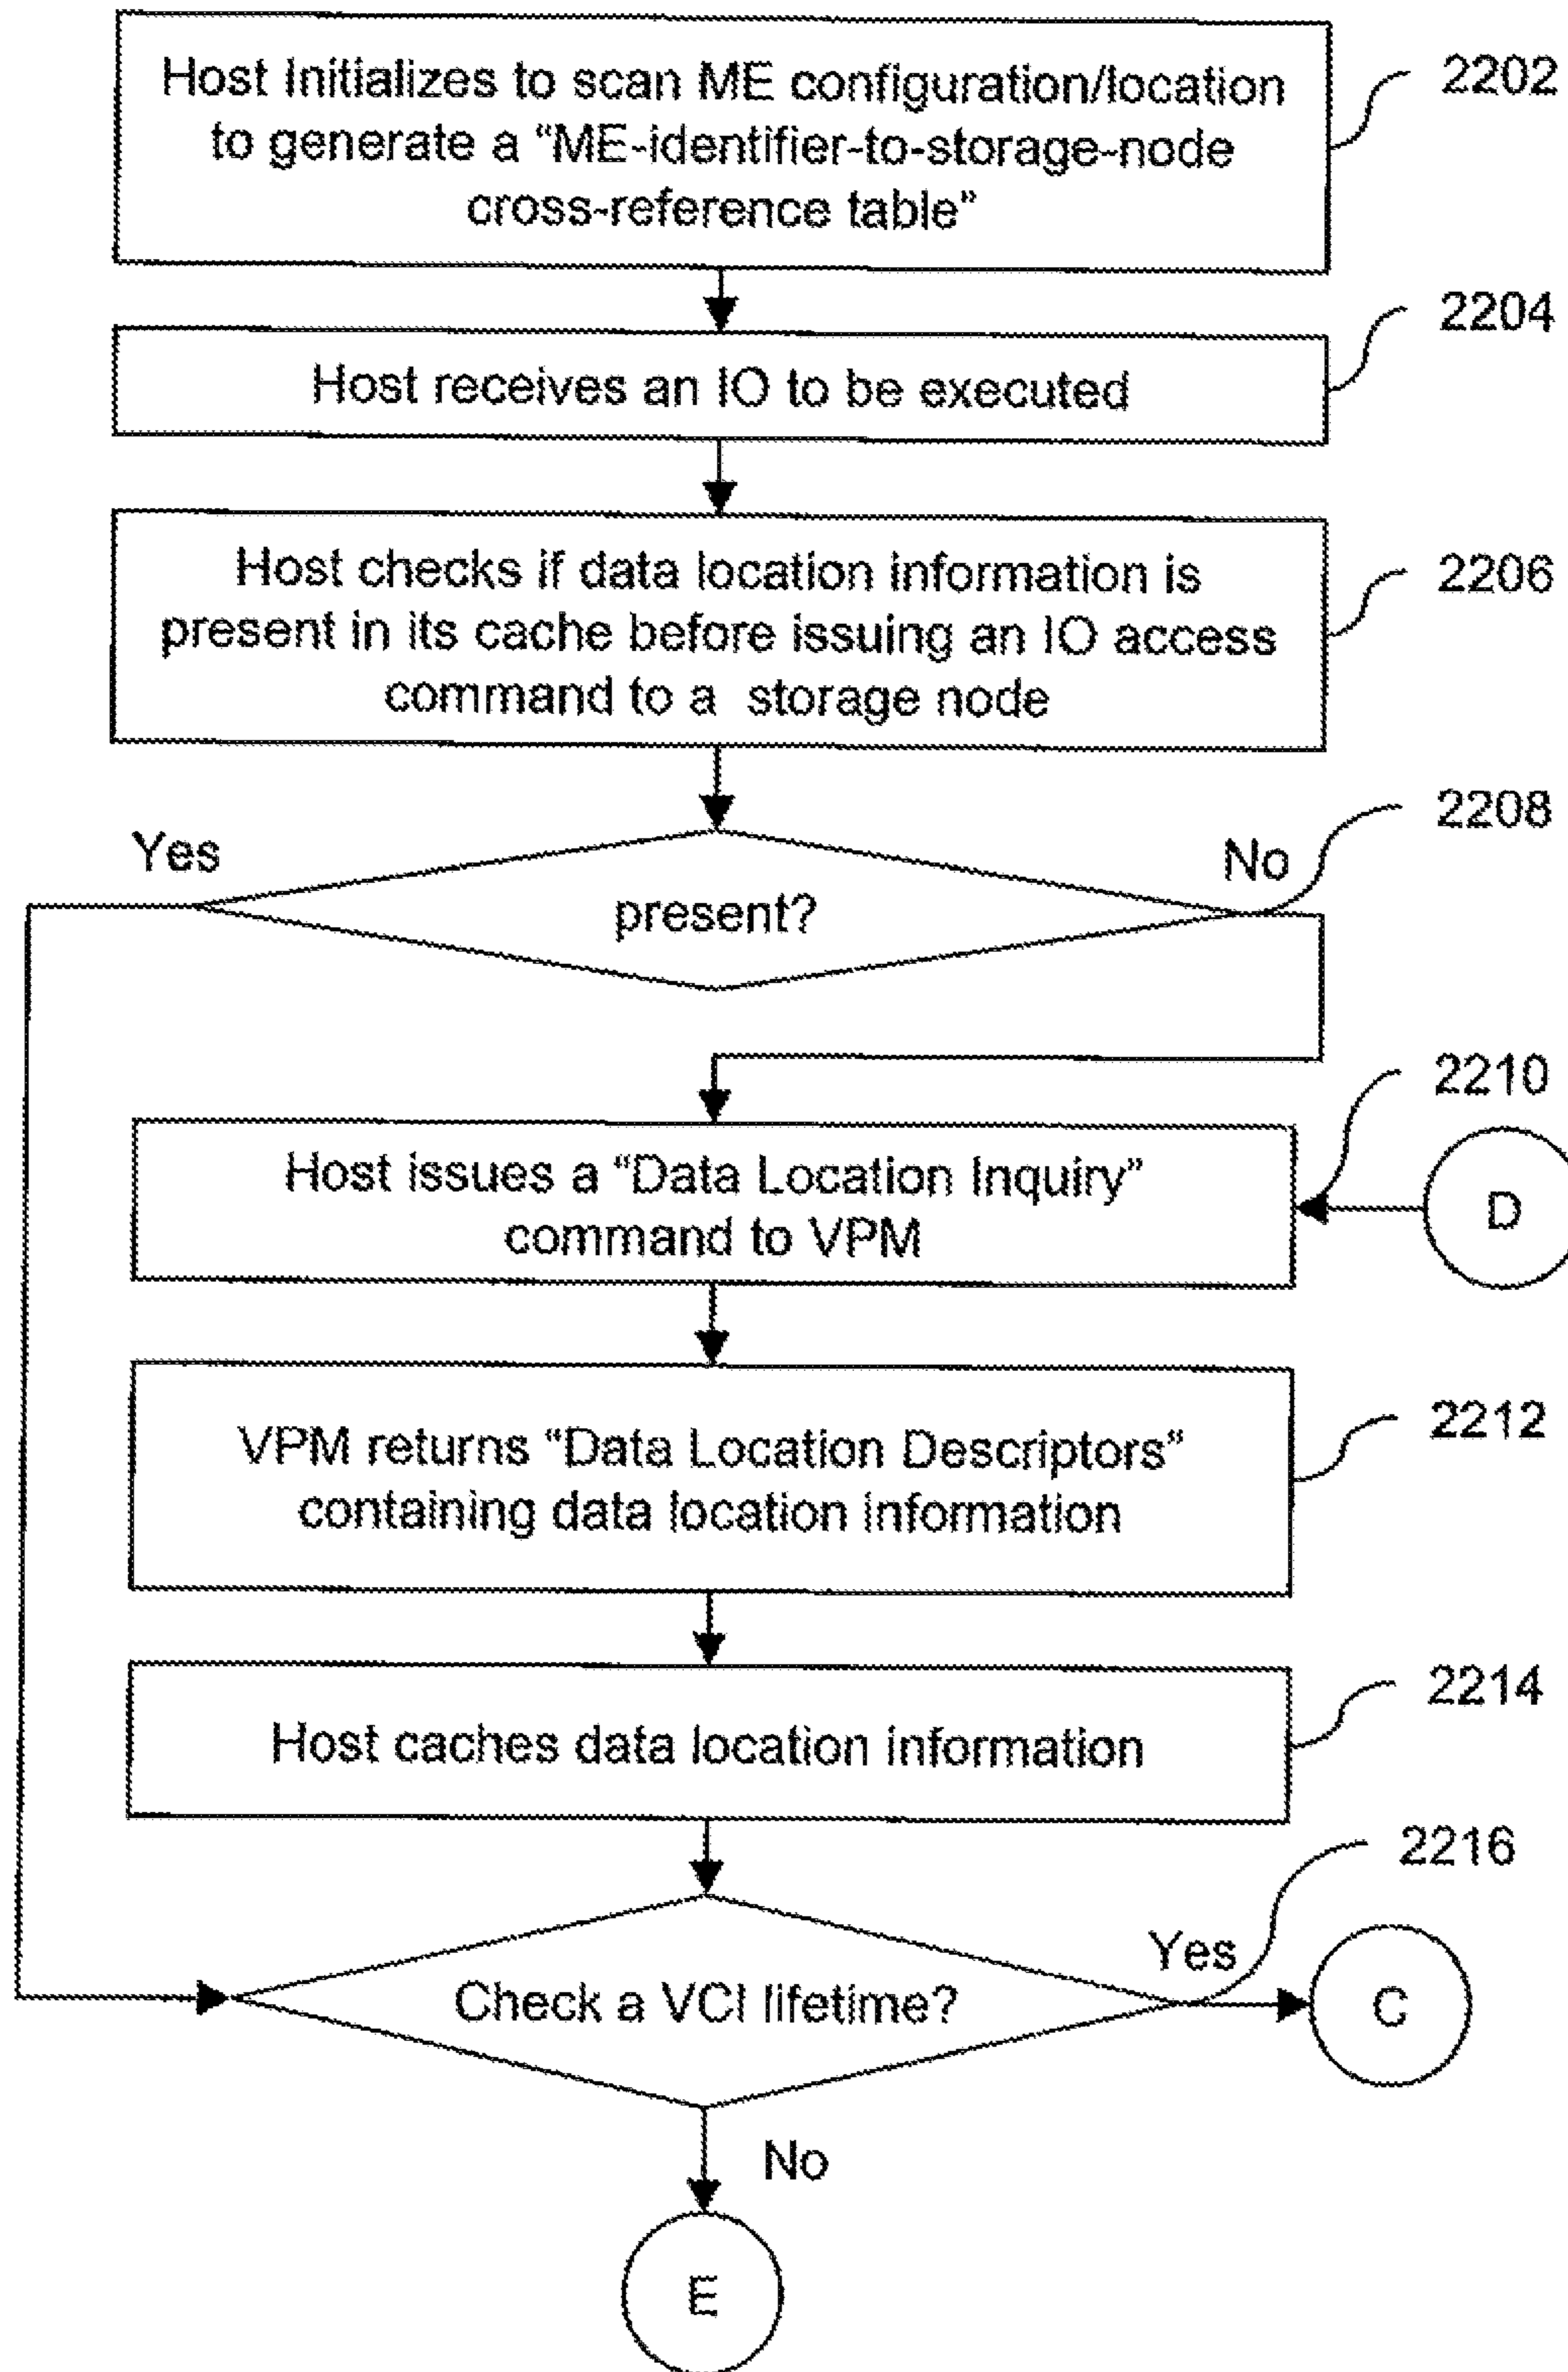 Host Initializes to scan ME configuration/location
to generate a “ME-identifier-to-storage-node
cross-reference table”
2202
Host receives an IO to be executed
2204
Host checks if data location information is
present in its cache before issuing an IO access
command to a storage node
2206
present?
Yes
No
2208
Host issues a “Data Location Inquiry”
command to VPM
2210
D
VPM returns “Data Location Descriptors”
containing data location information
2212
Host caches data location information
2214
Check a VCI lifetime?
2216
Yes
C
No
E